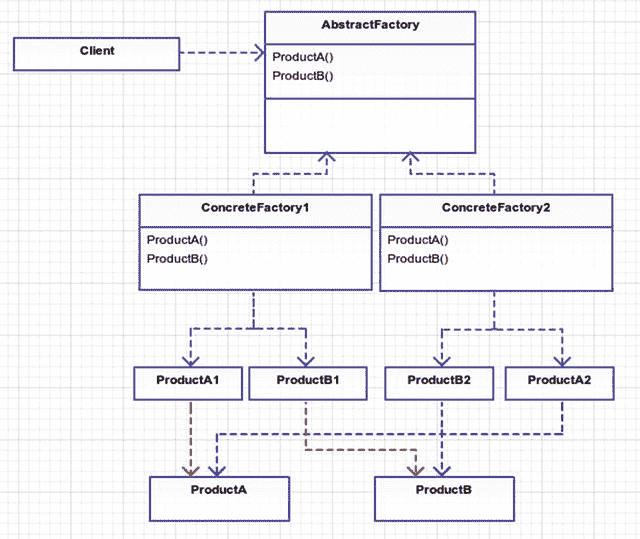 AbstractFactory
Client
ProductA()
ProductB()
ConcreteFactory1
ConcreteFactory2
ProductA()
ProductB()
ProductA()
ProductB()
ProductA1
ProductB1
ProductB2
ProductA2
ProductA
ProductB